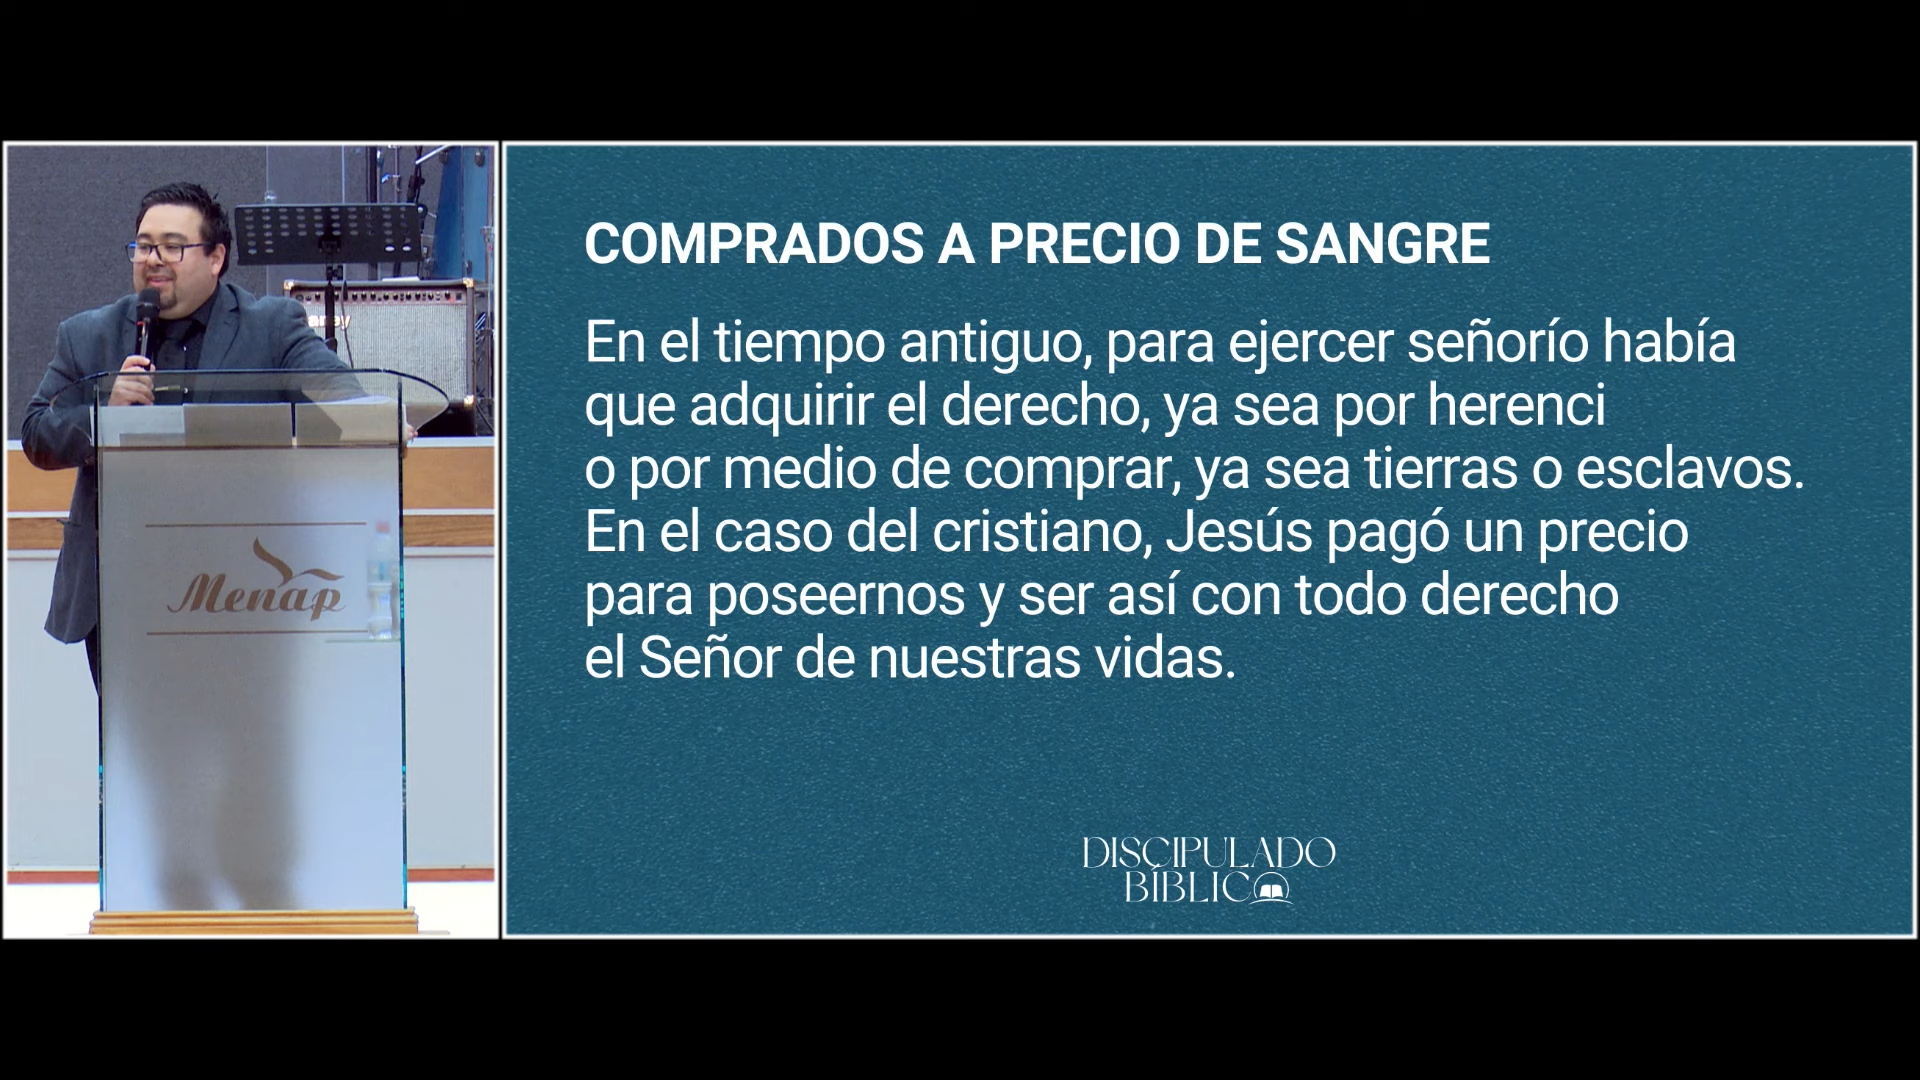 COMPRADOS A PRECIO DE SANGRE
En el tiempo antiguo, para ejercer señorío había
que adquirir el derecho, ya sea por herenci
o por medio de comprar, ya sea tierras o esclavos.
En el caso del cristiano, Jesús pagó un precio
para poseernos y ser así con todo derecho
el Señor de nuestras vidas.
DISCIPULADO
BÍBLICO
Menap